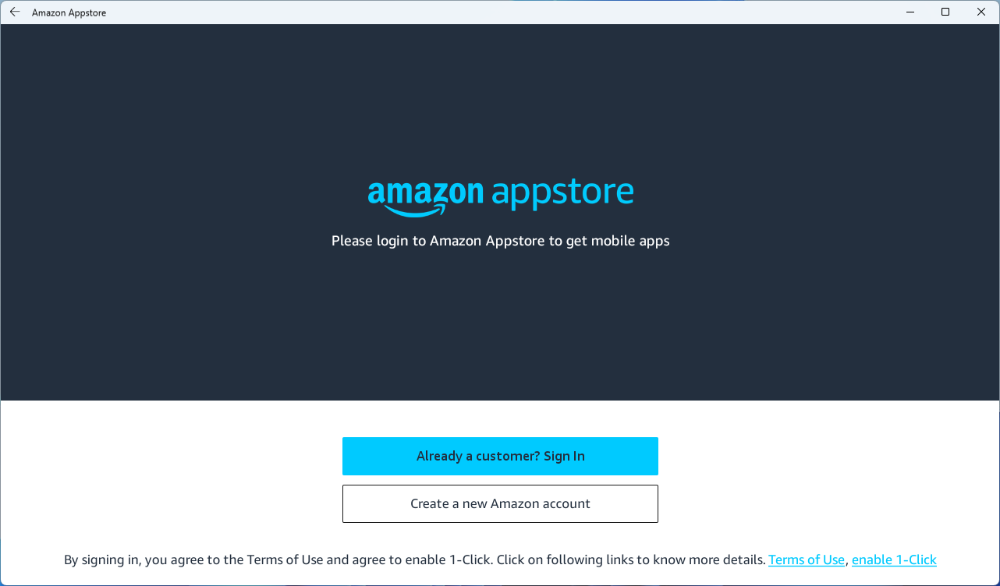 Amazon Appstore
amazon appstore
Please login to Amazon Appstore to get mobile apps
Already a customer? Sign In
Create a new Amazon account
By signing in, you agree to the Terms of Use and agree to enable 1-Click. Click on following links to know more details. Terms of Use, enable 1-Click